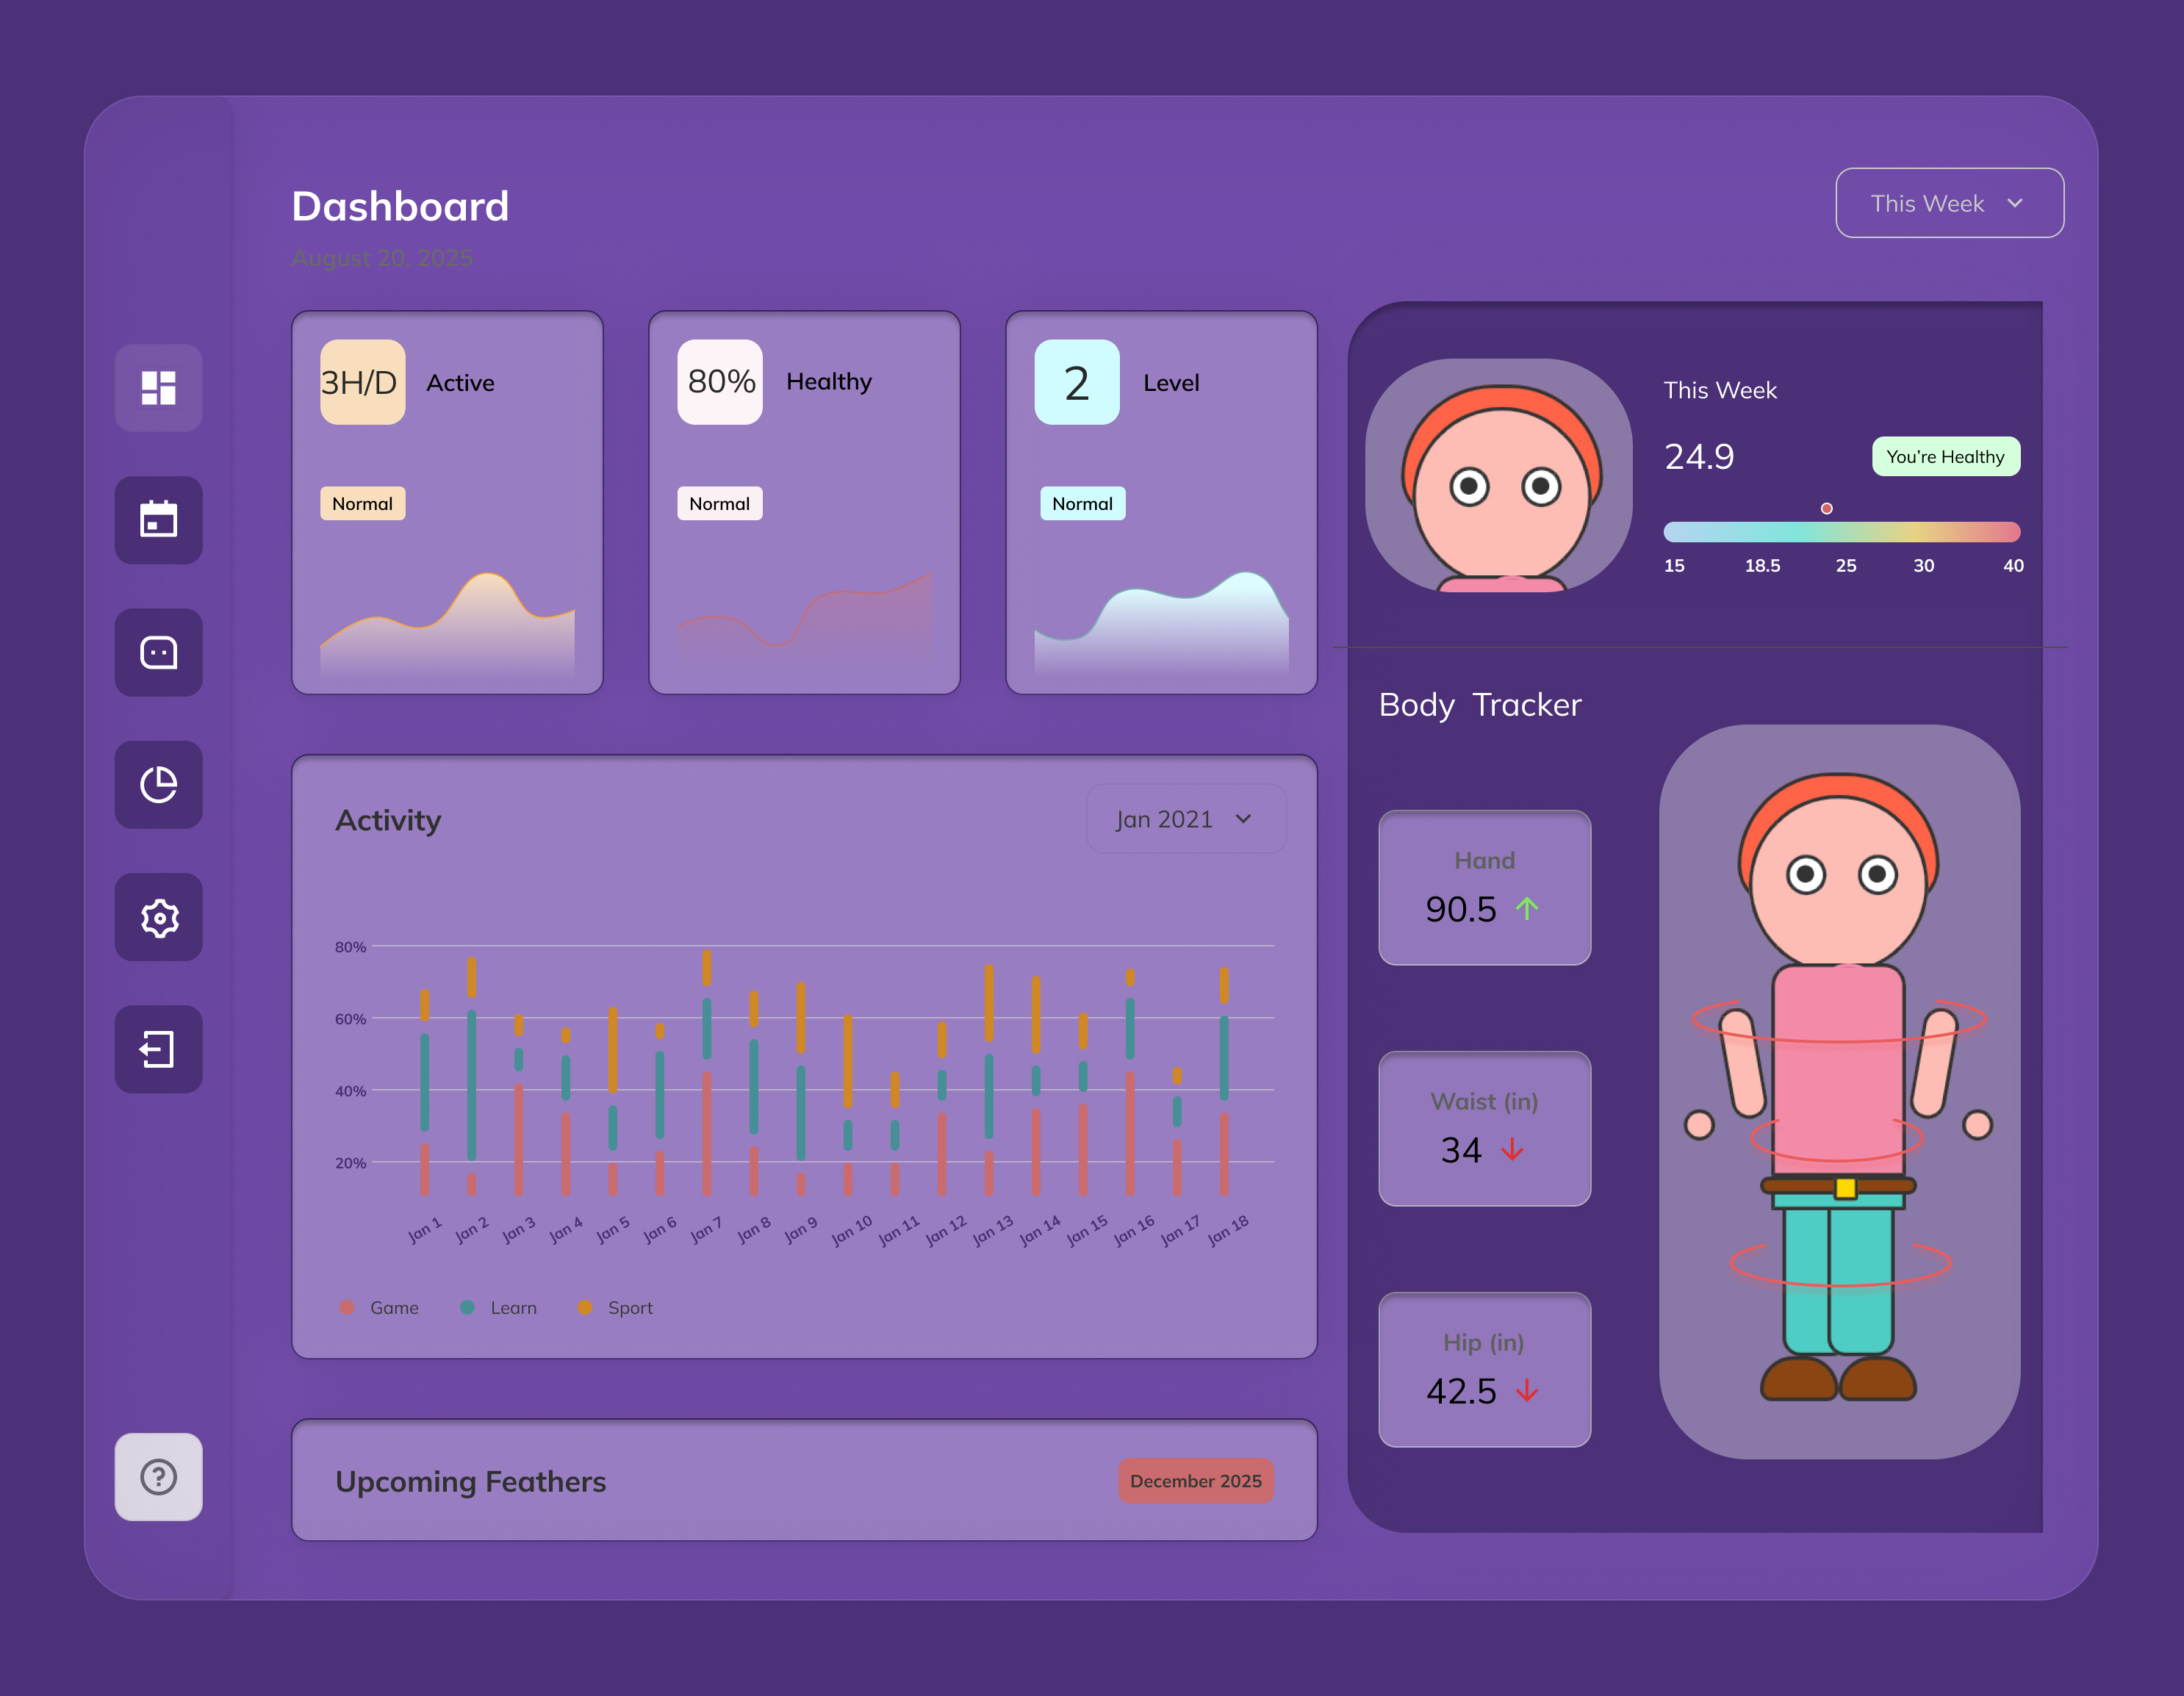 Dashboard
August 20, 2025
This Week
3H/D
Active
Normal
80%
Healthy
Normal
2
Level
Normal
This Week
24.9
You're Healthy
15 18.5 25 30 40
Activity
Jan 2021
80%
60%
40%
20%
Jan 1 Jan 2 Jan 3 Jan 4 Jan 5 Jan 6 Jan 7 Jan 8 Jan 9 Jan 10 Jan 11 Jan 12 Jan 13 Jan 14 Jan 15 Jan 16 Jan 17 Jan 18
Game Learn Sport
Upcoming Feathers
December 2025
Body Tracker
Hand
90.5
Waist (in)
34
Hip (in)
42.5
?